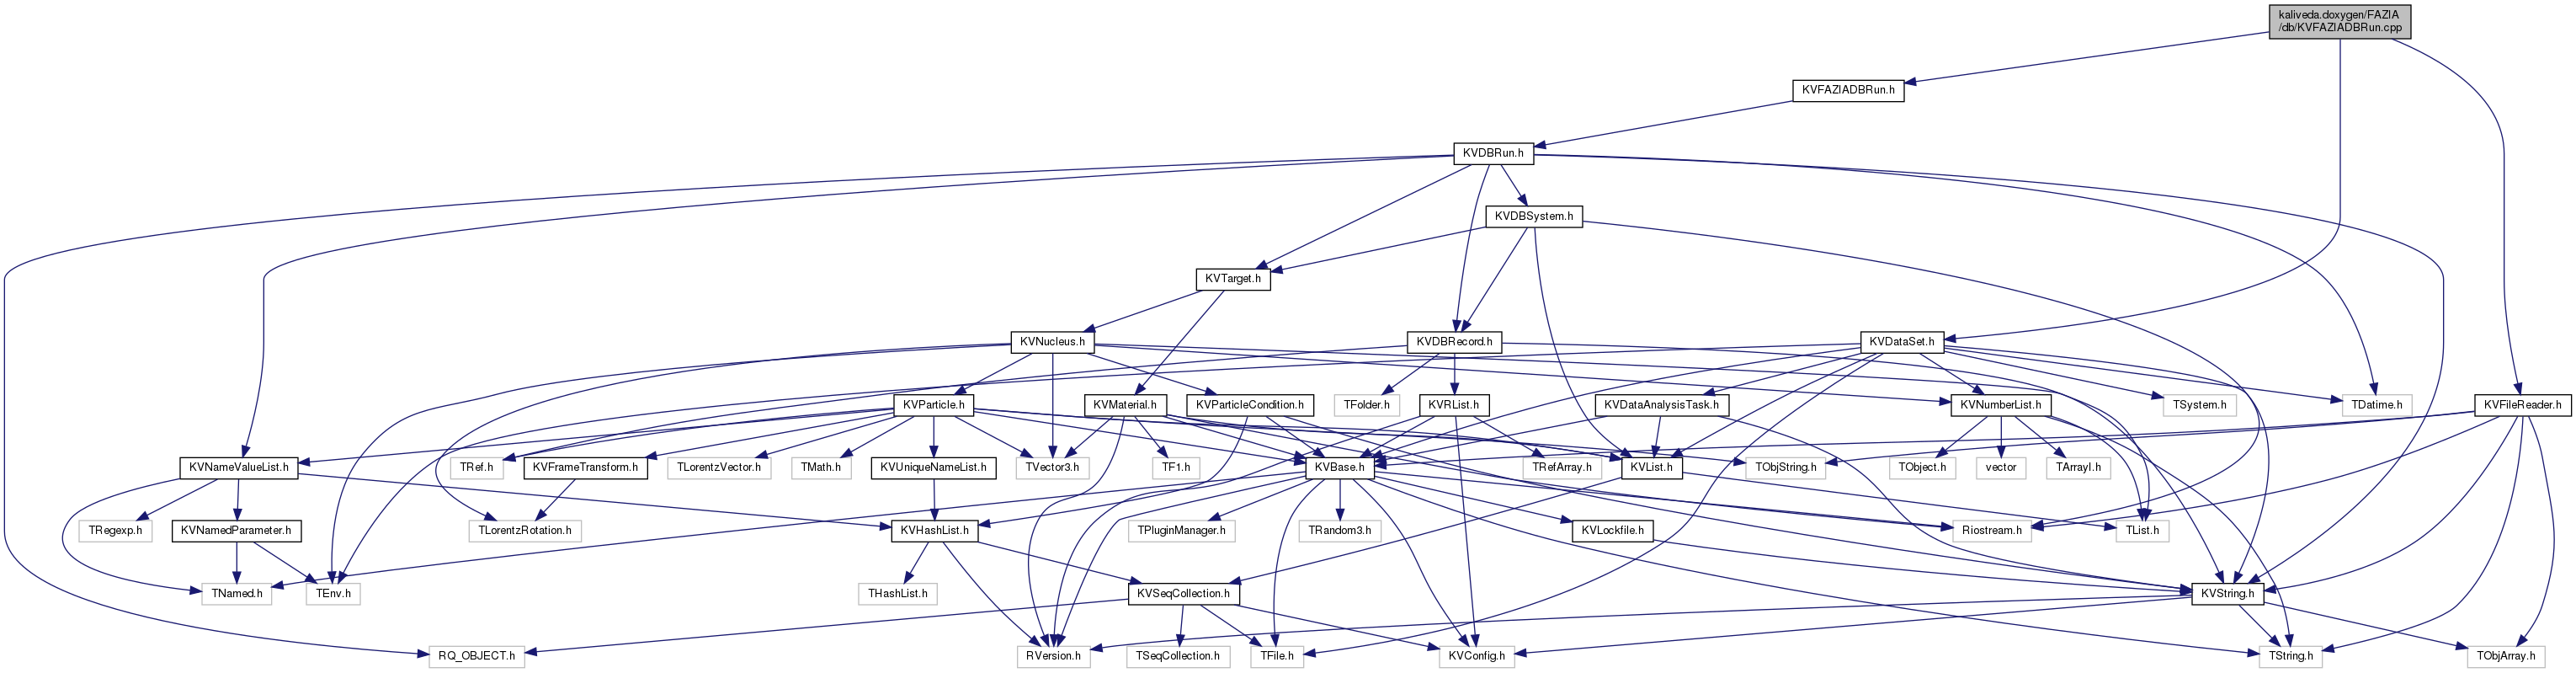 kaliveda.doxygen/FAZIA
/db/KVFAZIADBRun.cpp
KVFAZIADBRun.h
KVDBRun.h
KVDBSystem.h
KVTarget.h
KVNucleus.h
KVDBRecord.h
KVDataSet.h
KVParticle.h
KVMaterial.h
KVParticleCondition.h
TFolder.h
KVRList.h
KVDataAnalysisTask.h
KVNumberList.h
TSystem.h
TDatime.h
KVFileReader.h
KVNameValueList.h
TRef.h
KVFrameTransform.h
TLorentzVector.h
TMath.h
KVUniqueNameList.h
TVector3.h
TF1.h
KVBase.h
TRefArray.h
KVList.h
TObjString.h
TObject.h
vector
TArrayI.h
TRegexp.h
KVNamedParameter.h
TLorentzRotation.h
KVHashList.h
TPluginManager.h
TRandom3.h
KVLockfile.h
Riostream.h
TList.h
TNamed.h
TEnv.h
THashList.h
KVSeqCollection.h
KVString.h
RQ_OBJECT.h
RVersion.h
TSeqCollection.h
TFile.h
KVConfig.h
TString.h
TObjArray.h